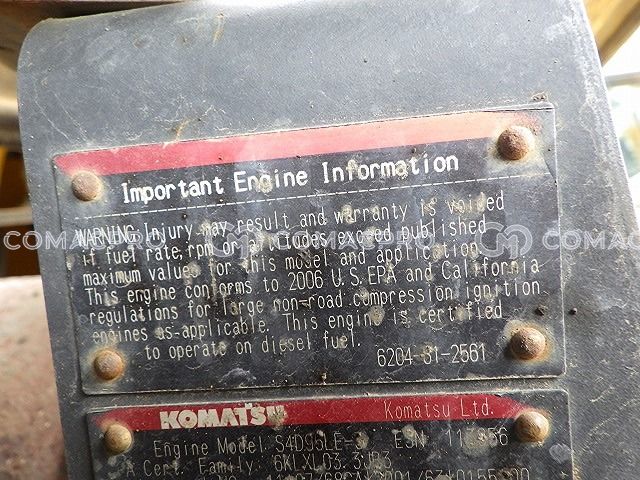 Important Engine Information
WARNING: Injury may result and warranty is voided
if fuel rate, rpm or altitudes exceed published
maximum values for this model and application.
This engine conforms to 2006 U.S. EPA and California
regulations for large non-road compression ignition
engines as-applicable. This engine is certified
to operate on diesel fuel.
6204-31-2561
KOMATSU Komatsu Ltd.
Engine Model ESN
Cert. Family